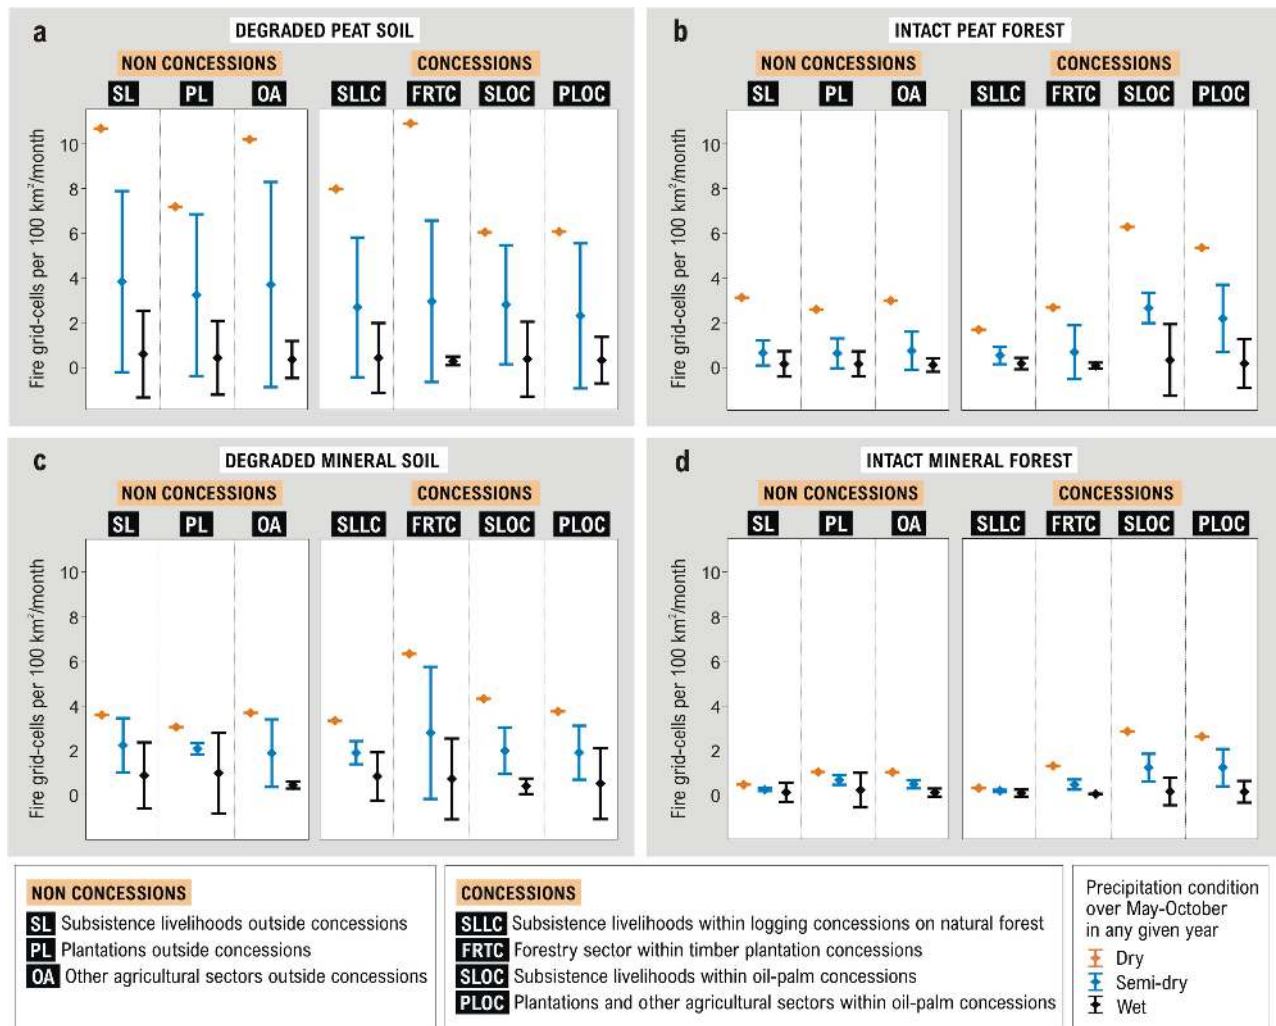 a
DEGRADED PEAT SOIL
NON CONCESSIONS
CONCESSIONS
SL PL OA SLLC FRTC SLOC PLOC
Fire grid-cells per 100 km²/month
10
8
6
4
2
0
b
INTACT PEAT FOREST
NON CONCESSIONS
CONCESSIONS
SL PL OA SLLC FRTC SLOC PLOC
Fire grid-cells per 100 km²/month
10
8
6
4
2
0
c
DEGRADED MINERAL SOIL
NON CONCESSIONS
CONCESSIONS
SL PL OA SLLC FRTC SLOC PLOC
Fire grid-cells per 100 km²/month
10
8
6
4
2
0
d
INTACT MINERAL FOREST
NON CONCESSIONS
CONCESSIONS
SL PL OA SLLC FRTC SLOC PLOC
Fire grid-cells per 100 km²/month
10
8
6
4
2
0
NON CONCESSIONS
SL Subsistence livelihoods outside concessions
PL Plantations outside concessions
OA Other agricultural sectors outside concessions
CONCESSIONS
SLLC Subsistence livelihoods within logging concessions on natural forest
FRTC Forestry sector within timber plantation concessions
SLOC Subsistence livelihoods within oil-palm concessions
PLOC Plantations and other agricultural sectors within oil-palm concessions
Precipitation condition
over May-October
in any given year
Dry
Semi-dry
Wet